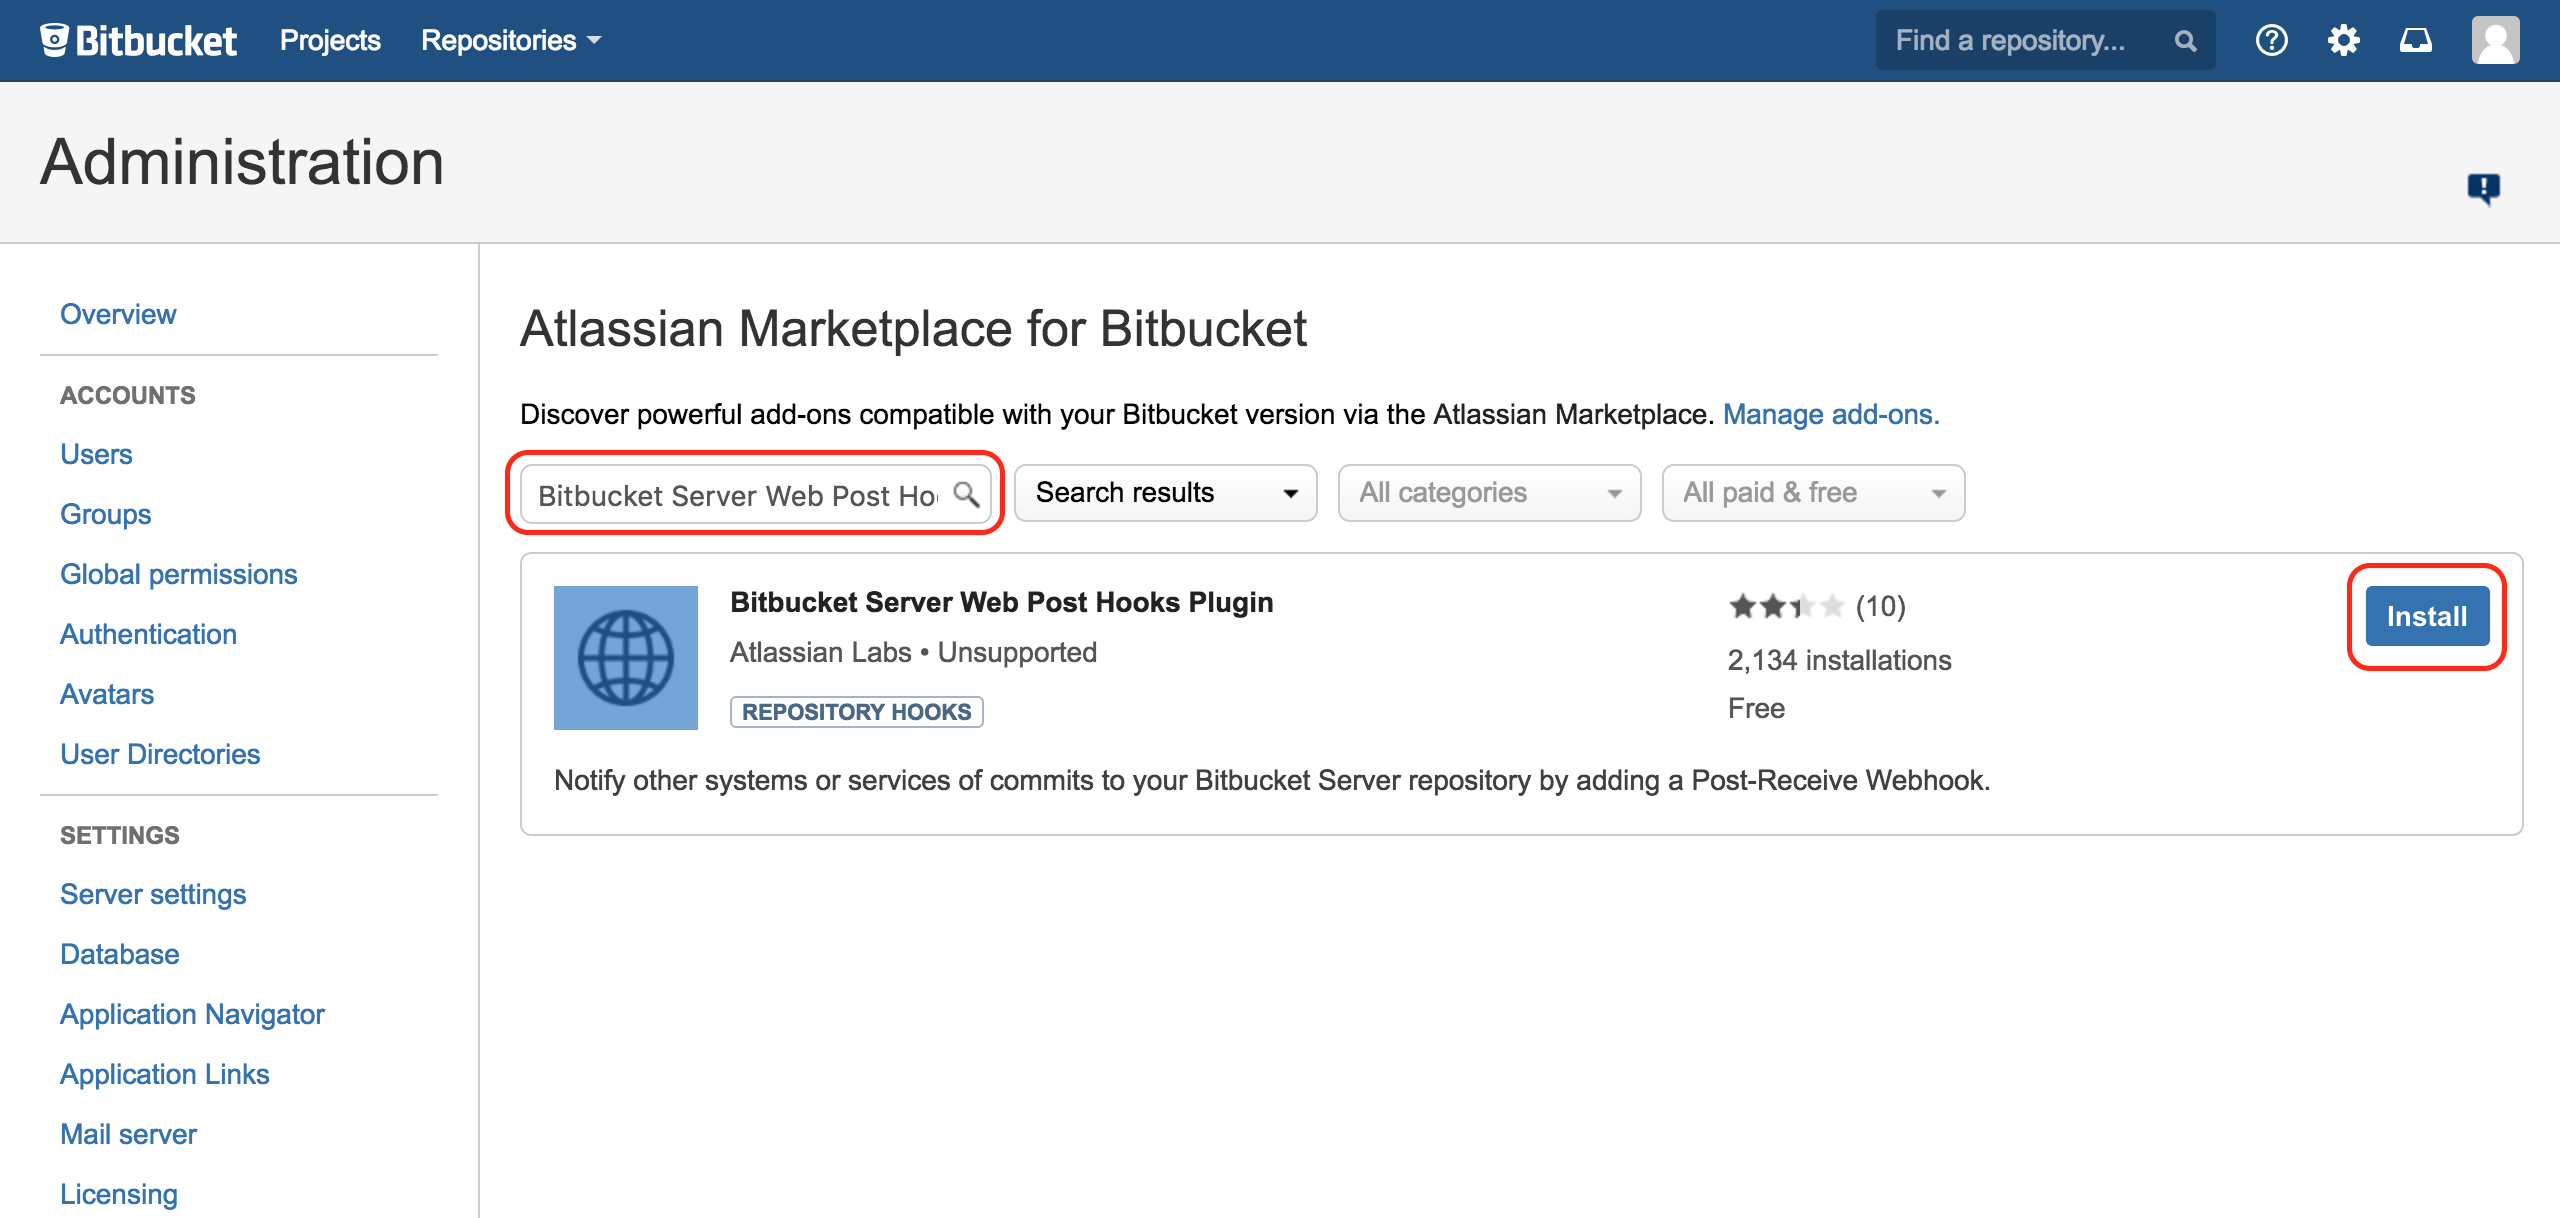 Bitbucket Projects Repositories Find a repository...
Administration
Overview
ACCOUNTS
Users
Groups
Global permissions
Authentication
Avatars
User Directories
SETTINGS
Server settings
Database
Application Navigator
Application Links
Mail server
Licensing
Atlassian Marketplace for Bitbucket
Discover powerful add-ons compatible with your Bitbucket version via the Atlassian Marketplace. Manage add-ons.
Bitbucket Server Web Post Ho Search results All categories All paid & free
Bitbucket Server Web Post Hooks Plugin
Atlassian Labs • Unsupported
REPOSITORY HOOKS
(10)
2,134 installations
Free
Install
Notify other systems or services of commits to your Bitbucket Server repository by adding a Post-Receive Webhook.